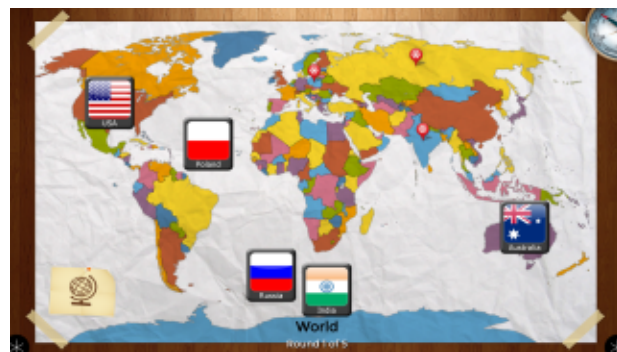 USA
Poland
Australia
Russia
India
World
Round 1 of 5